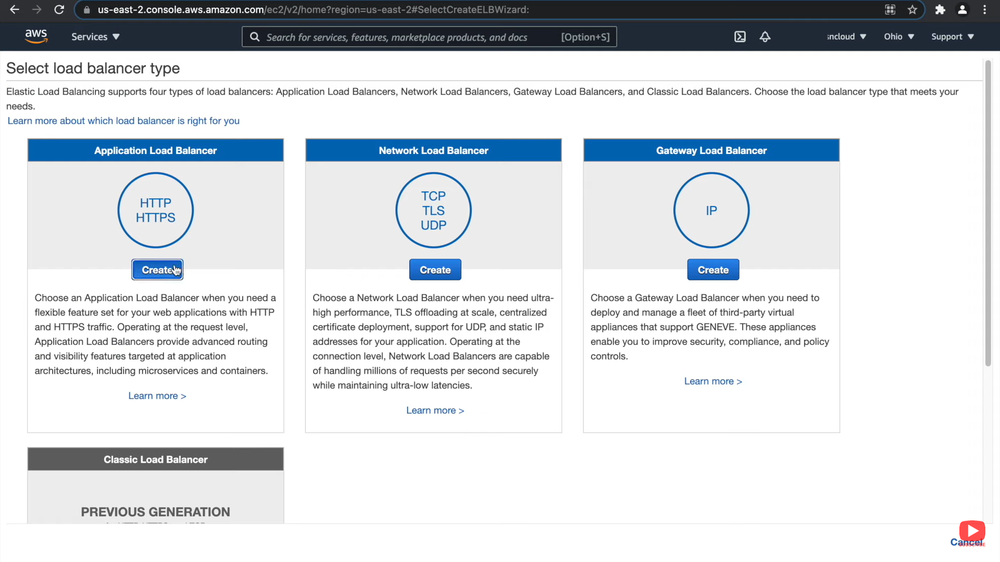 us-east-2.console.aws.amazon.com/ec2/v2/home?region=us-east-2#SelectCreateELBWizard:
aws
Services
Search for services, features, marketplace products, and docs
[Option+S]
sncloud
Ohio
Support
Select load balancer type
Elastic Load Balancing supports four types of load balancers: Application Load Balancers, Network Load Balancers, Gateway Load Balancers, and Classic Load Balancers. Choose the load balancer type that meets your
needs.
Learn more about which load balancer is right for you
Application Load Balancer
HTTP
HTTPS
Create
Choose an Application Load Balancer when you need a
flexible feature set for your web applications with HTTP
and HTTPS traffic. Operating at the request level,
Application Load Balancers provide advanced routing
and visibility features targeted at application
architectures, including microservices and containers.
Learn more >
Network Load Balancer
TCP
TLS
UDP
Create
Choose a Network Load Balancer when you need ultra-
high performance, TLS offloading at scale, centralized
certificate deployment, support for UDP, and static IP
addresses for your application. Operating at the
connection level, Network Load Balancers are capable
of handling millions of requests per second securely
while maintaining ultra-low latencies.
Learn more >
Gateway Load Balancer
IP
Create
Choose a Gateway Load Balancer when you need to
deploy and manage a fleet of third-party virtual
appliances that support GENEVE. These appliances
enable you to improve security, compliance, and policy
controls.
Learn more >
Classic Load Balancer
PREVIOUS GENERATION
Cancel
SUBSCRIBE